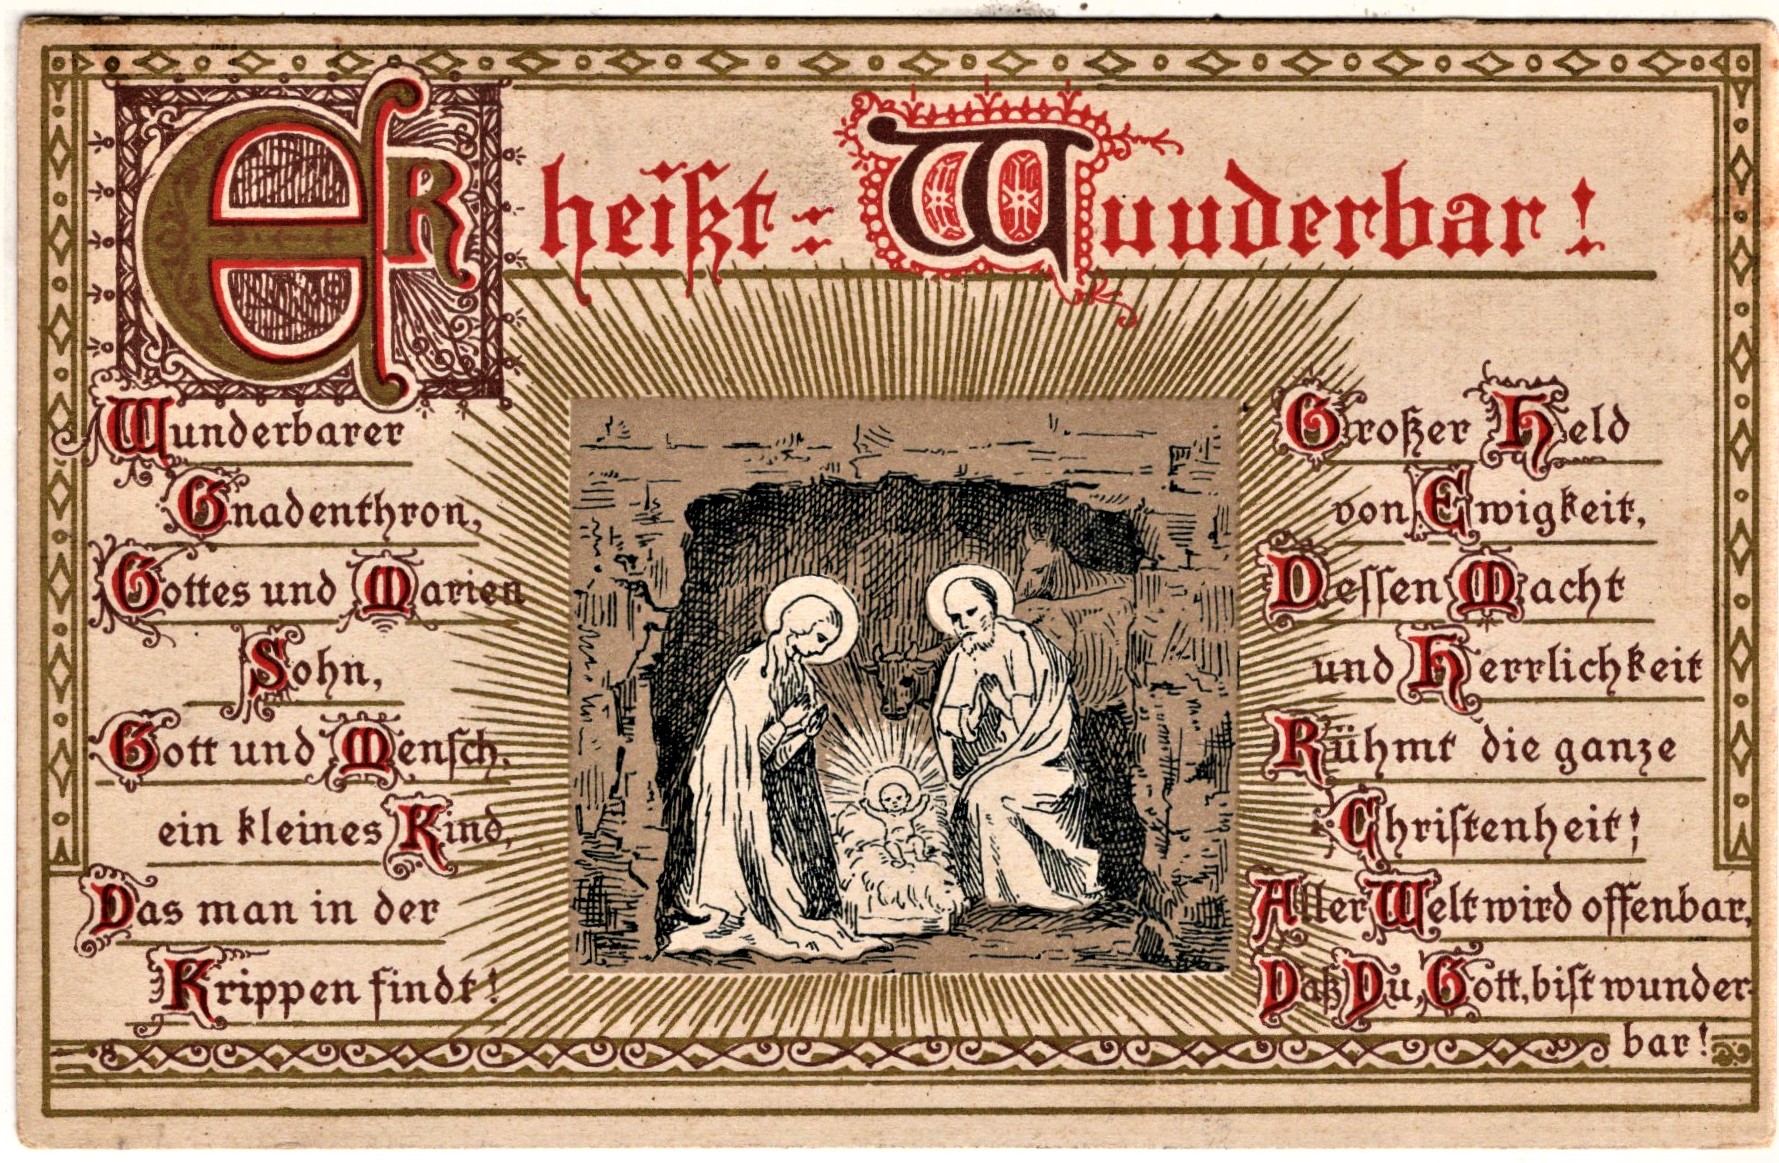 Er heißt: Wunderbar!
Wunderbarer
Gnadenthron,
Gottes und Marien
Sohn,
Gott und Mensch,
ein kleines Kind,
Das man in der
Krippen findt!
Großer Held
von Ewigkeit,
Dessen Macht
und Herrlichkeit
Rühmt die ganze
Christenheit!
Aller Welt wird offenbar,
Daß Du, Gott, bist wunder-
bar!